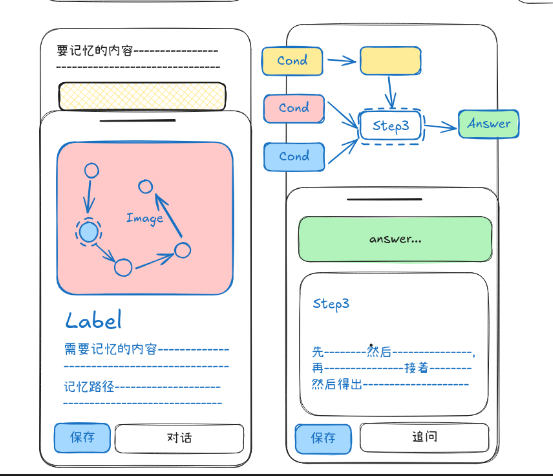 要记忆的内容-----------------
---------------------------------
Image
Label
需要记忆的内容--------------
---------------------------------
记忆路径---------------------
--------------------------------
保存
对话
Cond
Cond
Cond
Step3
Answer
answer...
Step3
先--------然后---------------,
再----------------接着--------
然后得出---------------------
保存
追问